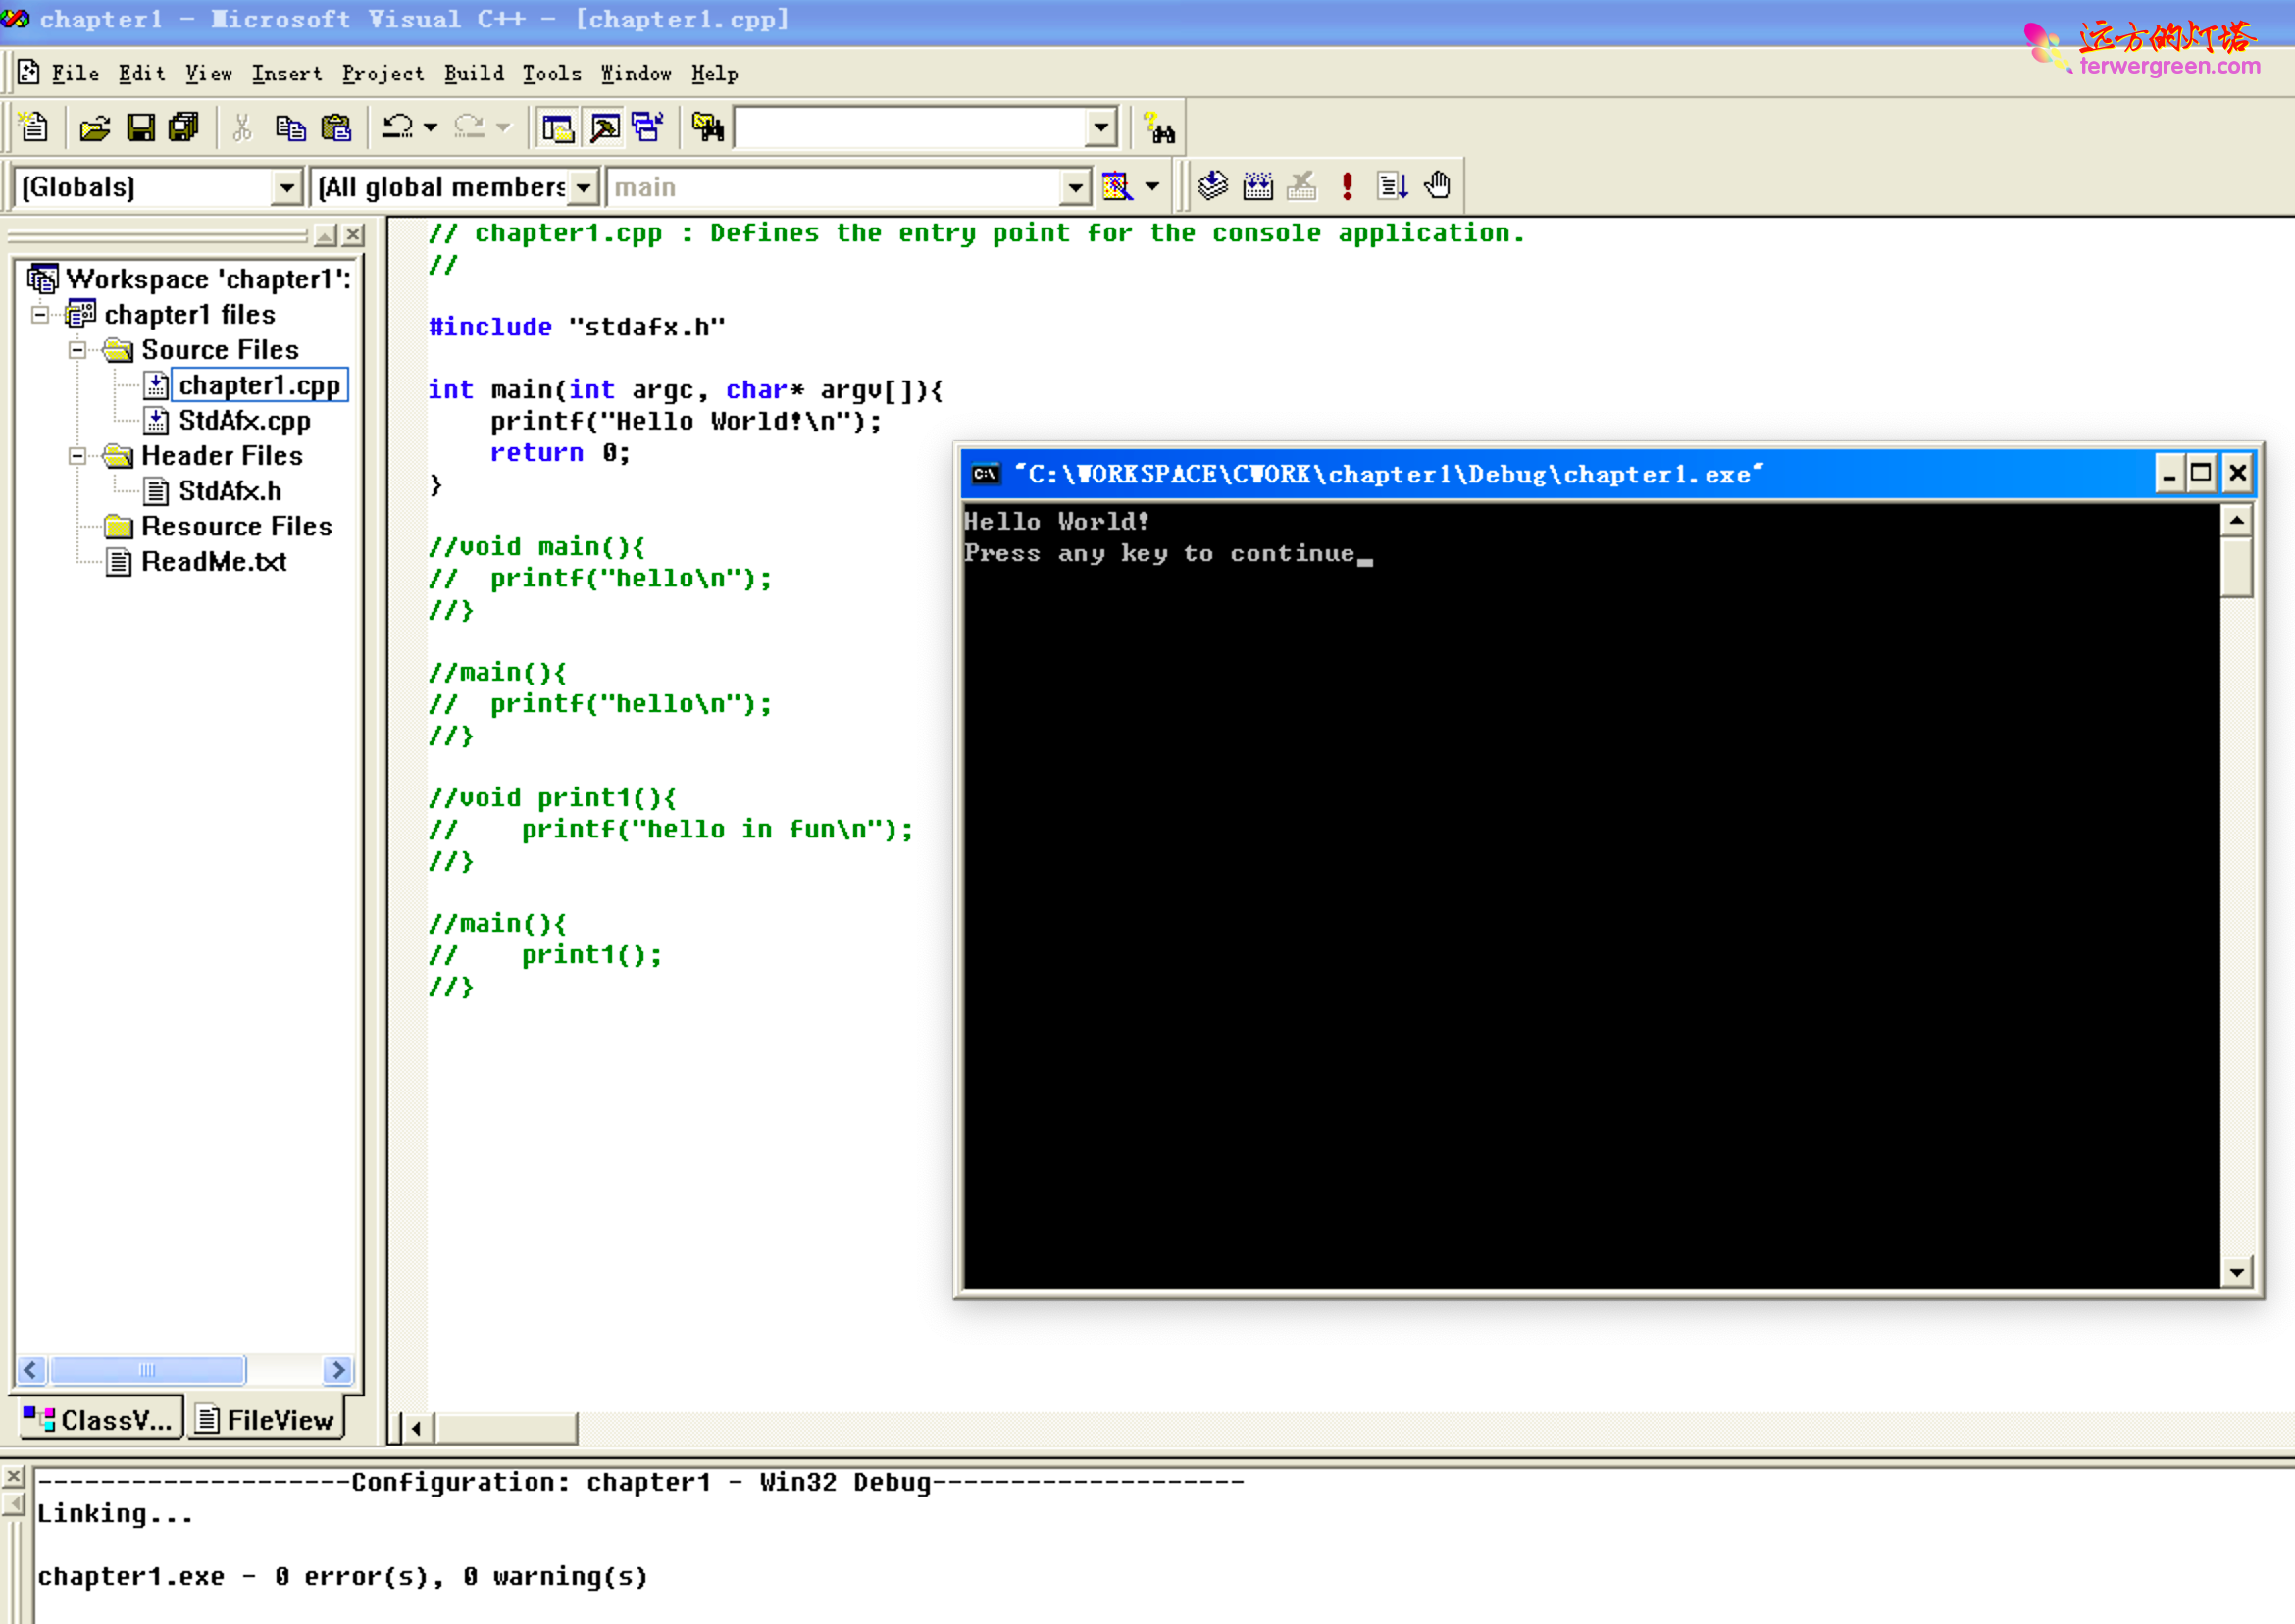 chapter1 - Microsoft Visual C++ - [chapter1.cpp]
远方的灯塔
terwergreen.com
File Edit View Insert Project Build Tools Window Help
(Globals) (All global members main
Workspace 'chapter1':
chapter1 files
Source Files
chapter1.cpp
StdAfx.cpp
Header Files
StdAfx.h
Resource Files
ReadMe.txt
ClassV... FileView
// chapter1.cpp : Defines the entry point for the console application.
//
#include "stdafx.h"
int main(int argc, char* argv[]){
    printf("Hello World!\n");
    return 0;
}
//void main(){
//  printf("hello\n");
//}
//main(){
//  printf("hello\n");
//}
//void print1(){
//    printf("hello in fun\n");
//}
//main(){
//    print1();
//}
"C:\WORKSPACE\CWORK\chapter1\Debug\chapter1.exe"
Hello World!
Press any key to continue_
--------------------Configuration: chapter1 - Win32 Debug--------------------
Linking...
chapter1.exe - 0 error(s), 0 warning(s)